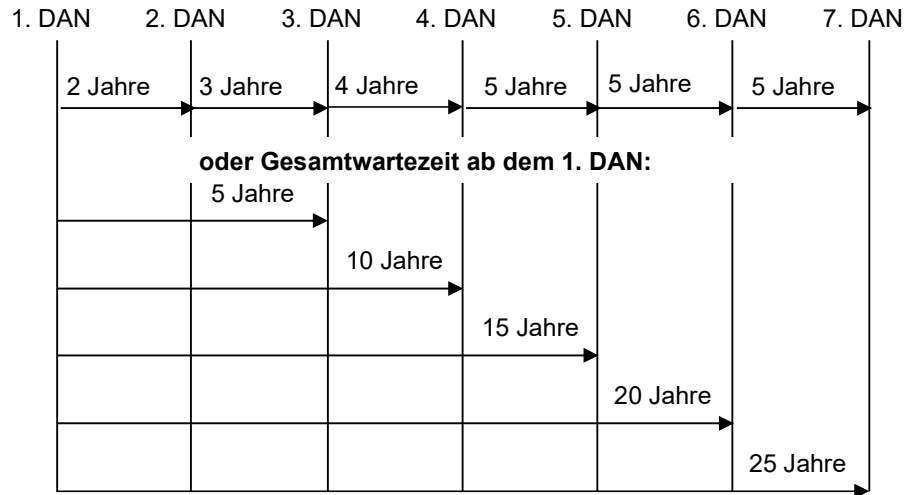 1. DAN 2. DAN 3. DAN 4. DAN 5. DAN 6. DAN 7. DAN
2 Jahre 3 Jahre 4 Jahre 5 Jahre 5 Jahre 5 Jahre
oder Gesamtwartezeit ab dem 1. DAN:
5 Jahre
10 Jahre
15 Jahre
20 Jahre
25 Jahre